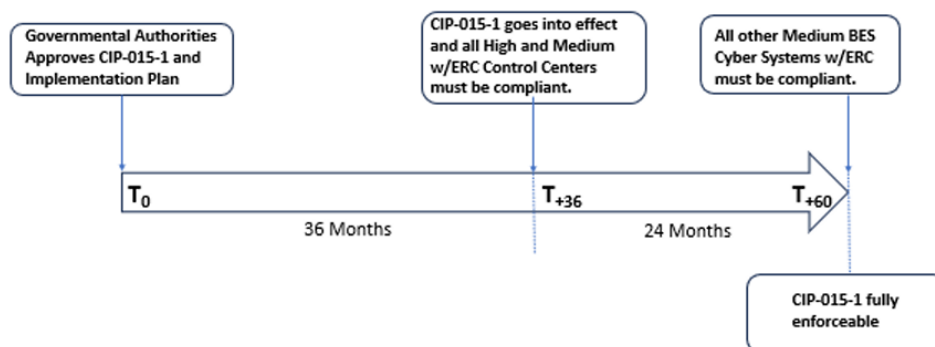 Governmental Authorities
Approves CIP-015-1 and
Implementation Plan
CIP-015-1 goes into effect
and all High and Medium
w/ERC Control Centers
must be compliant.
All other Medium BES
Cyber Systems w/ERC
must be compliant.
T0
T+36
T+60
36 Months
24 Months
CIP-015-1 fully
enforceable